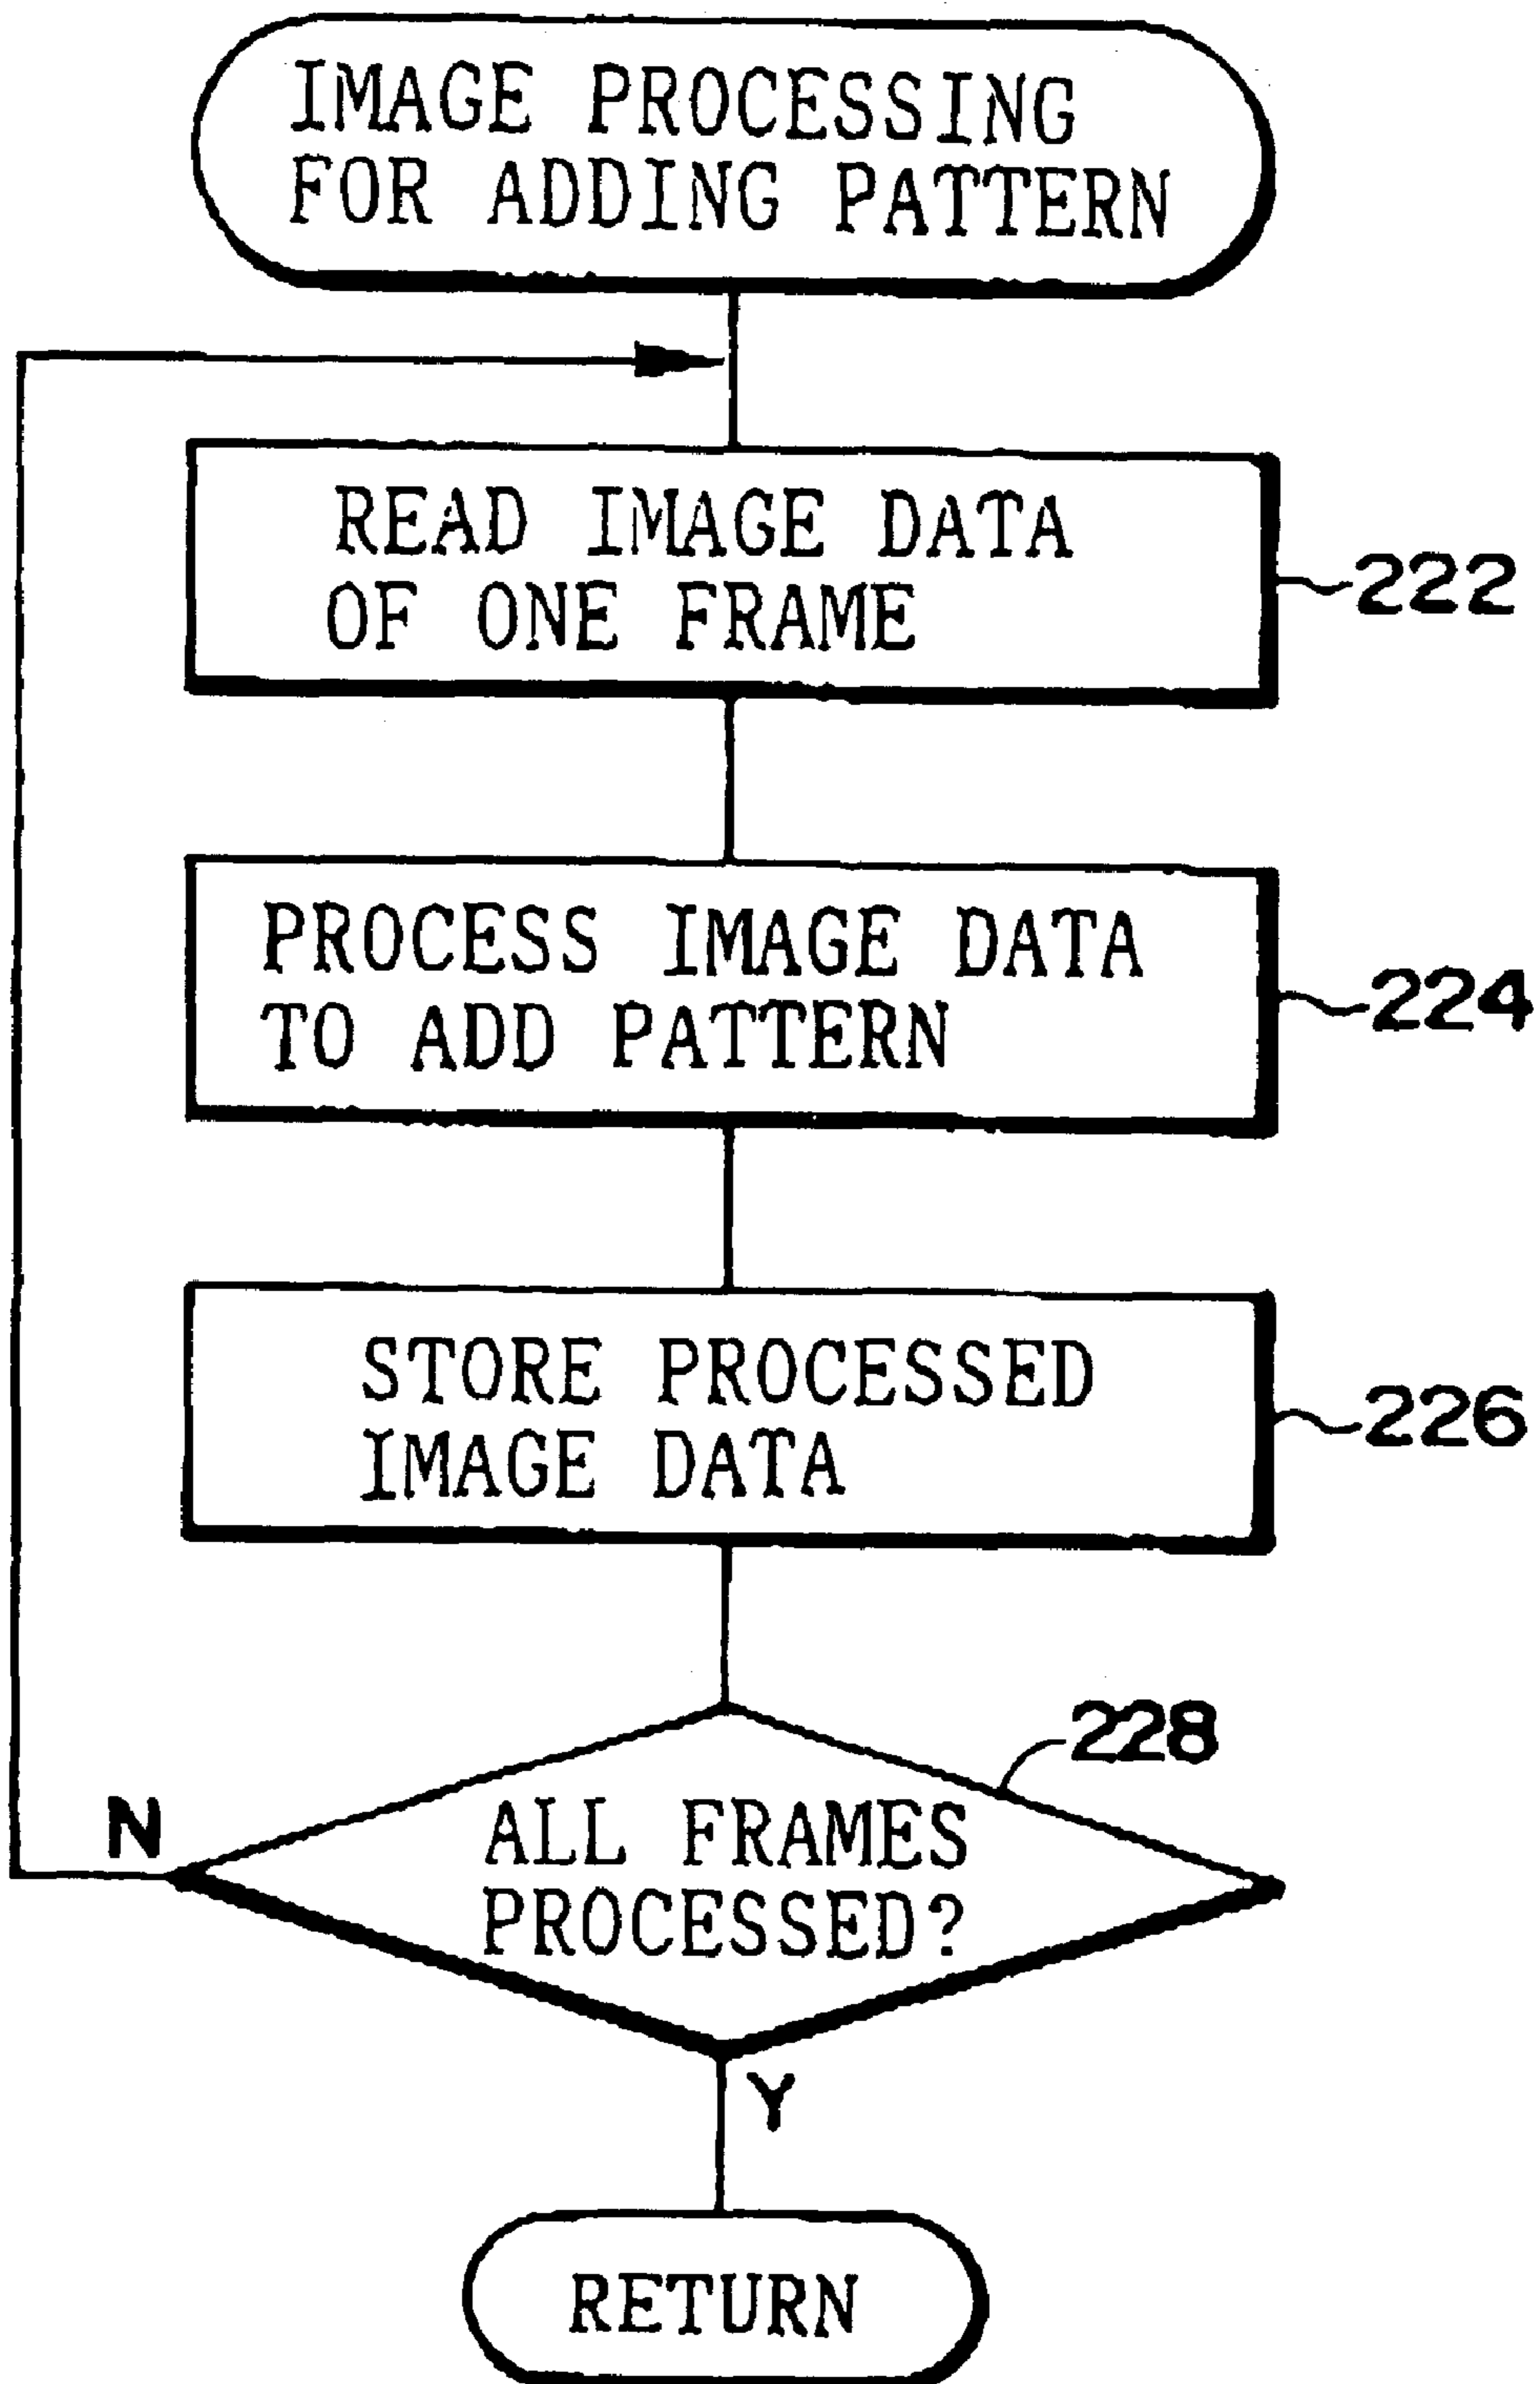 IMAGE PROCESSING
FOR ADDING PATTERN
READ IMAGE DATA
OF ONE FRAME
222
PROCESS IMAGE DATA
TO ADD PATTERN
224
STORE PROCESSED
IMAGE DATA
226
228
N
ALL FRAMES
PROCESSED?
Y
RETURN